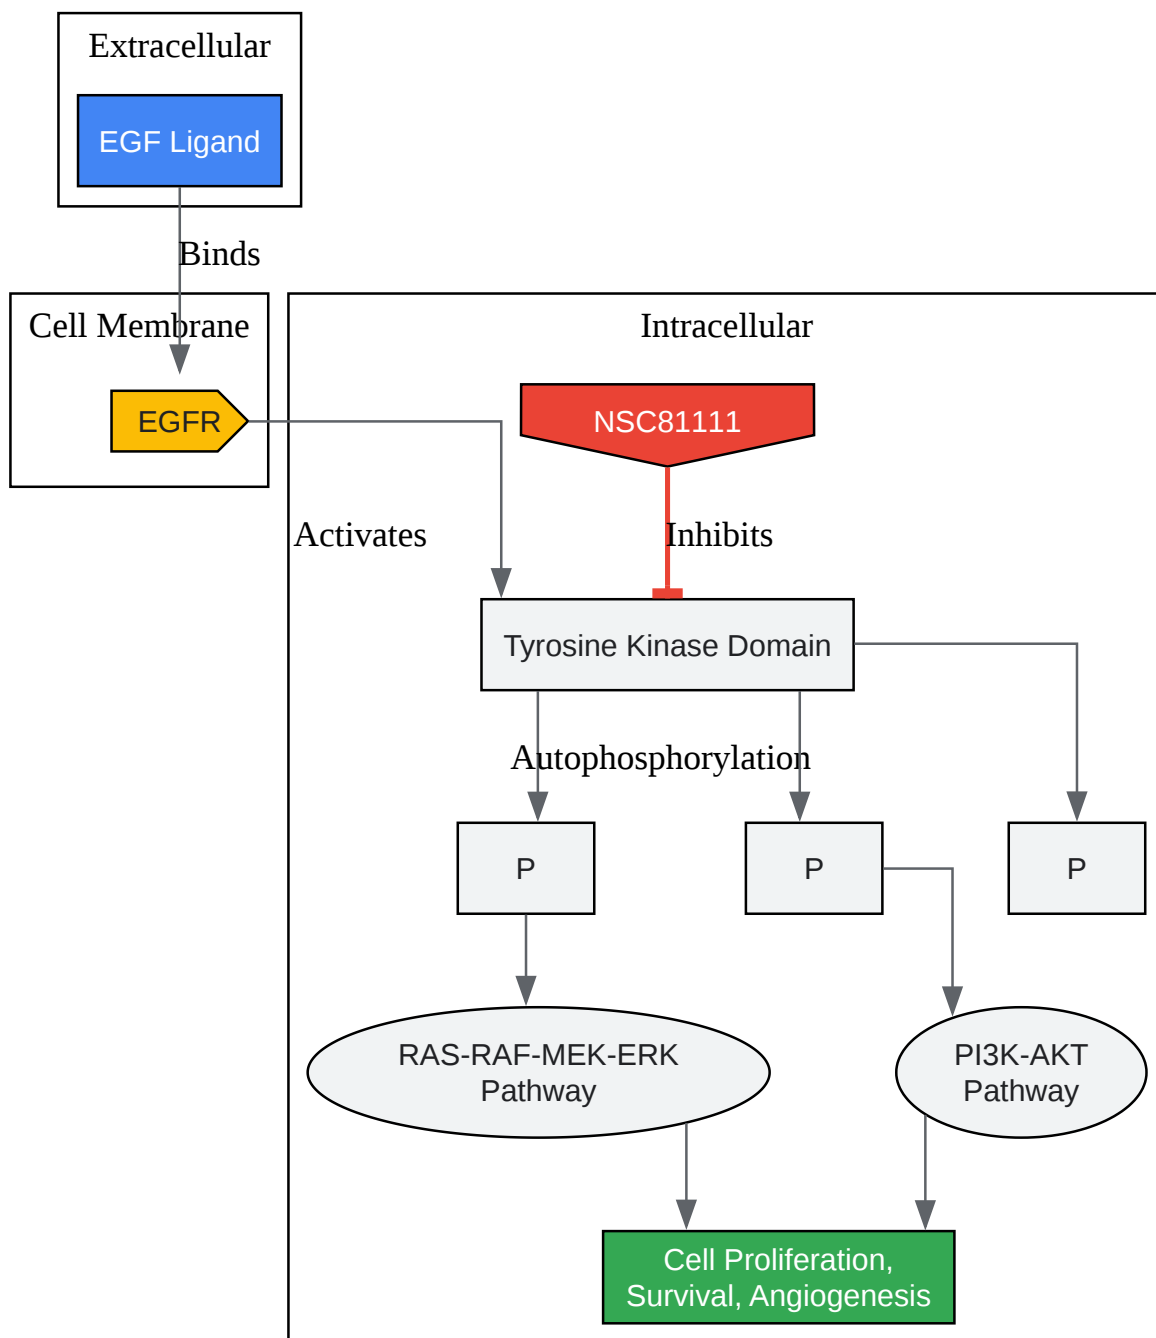 Extracellular
EGF Ligand
Binds
Cell Membrane
Intracellular
EGFR
NSC81111
Activates
Inhibits
Tyrosine Kinase Domain
Autophosphorylation
P
P
P
RAS-RAF-MEK-ERK
Pathway
PI3K-AKT
Pathway
Cell Proliferation,
Survival, Angiogenesis